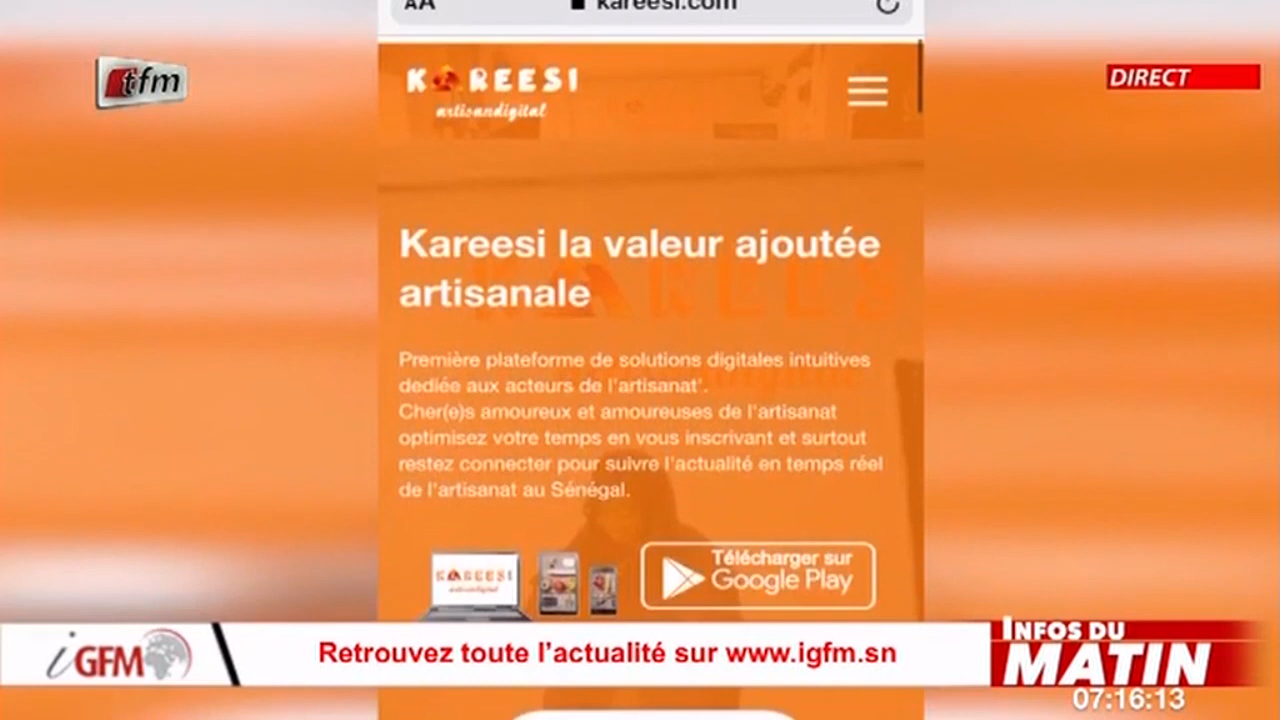 AA kareesi.com
tfm
DIRECT
KAREESI
artisandigital
Kareesi la valeur ajoutée
artisanale
Première plateforme de solutions digitales intuitives
dediée aux acteurs de l'artisanat'.
Cher(e)s amoureux et amoureuses de l'artisanat
optimisez votre temps en vous inscrivant et surtout
restez connecter pour suivre l'actualité en temps réel
de l'artisanat au Sénégal.
KAREESI
artisandigital
Télécharger sur
Google Play
iGFM
Retrouvez toute l'actualité sur www.igfm.sn
INFOS DU
MATIN
07:16:13